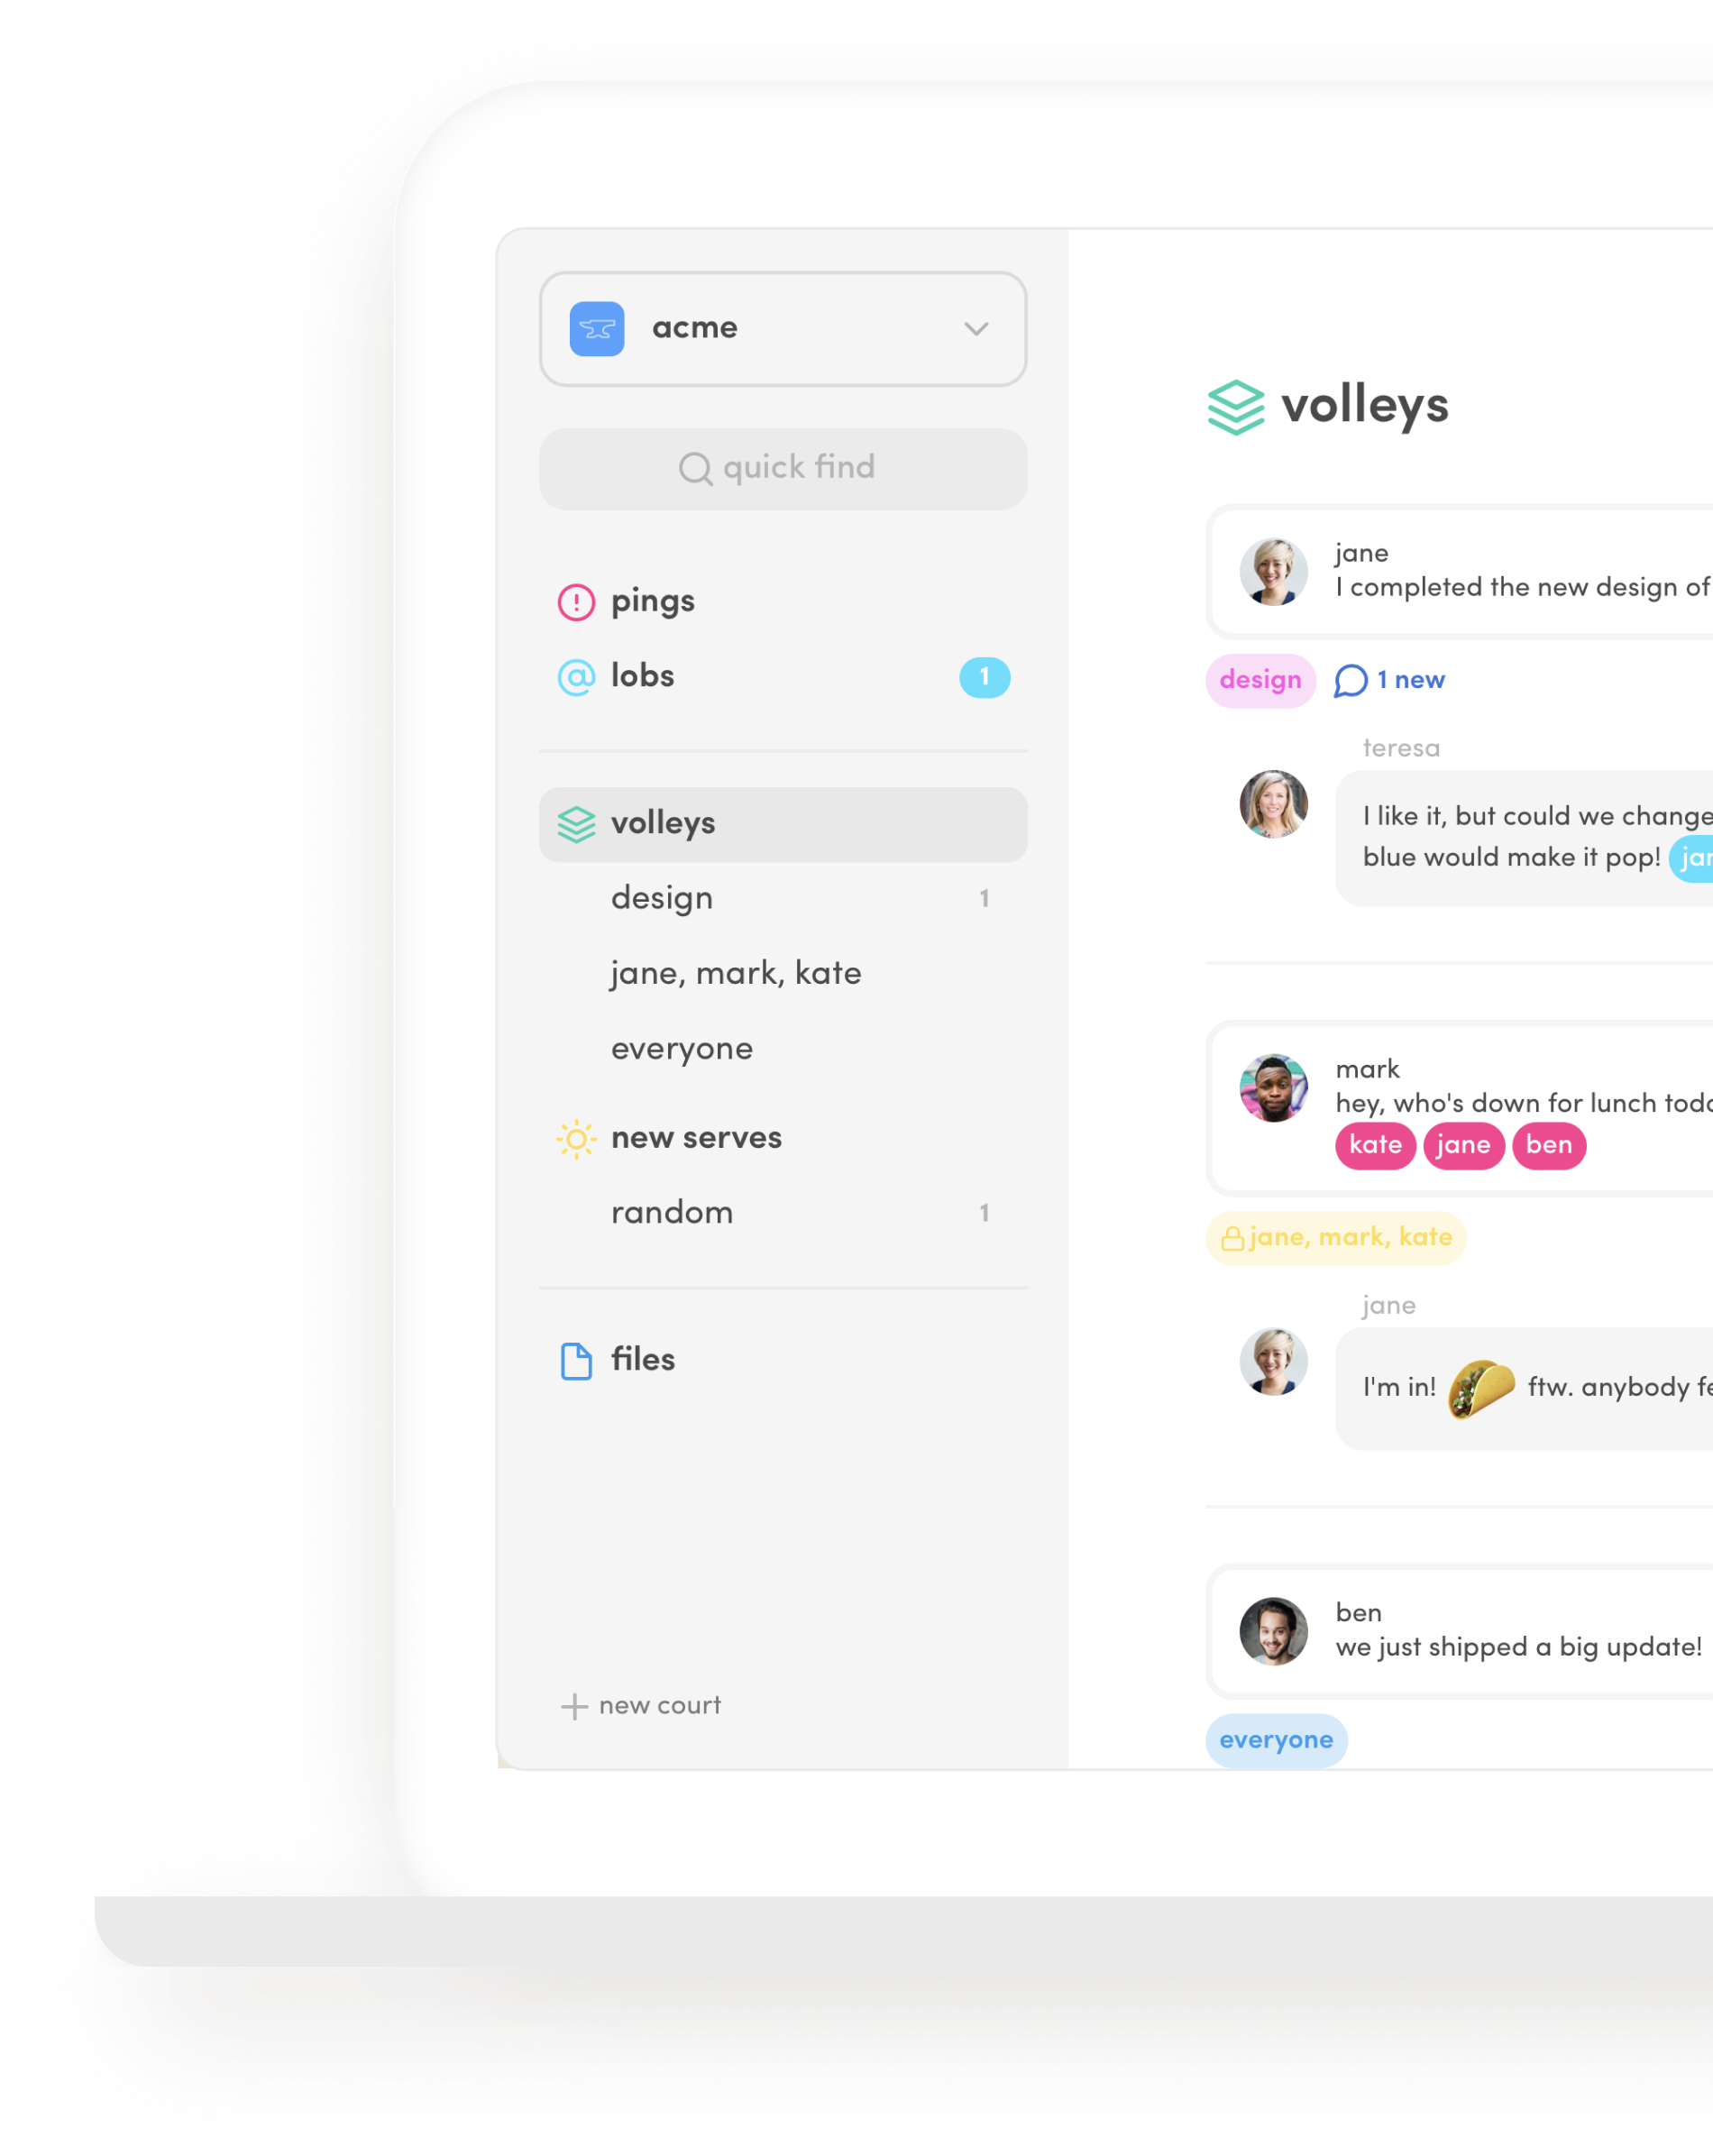 acme
quick find
pings
lobs 1
volleys
design 1
jane, mark, kate
everyone
new serves
random 1
files
new court
volleys
jane
I completed the new design of
design 1 new
teresa
I like it, but could we change
blue would make it pop!
mark
hey, who's down for lunch
kate jane ben
jane, mark, kate
jane
I'm in! ftw. anybody
ben
we just shipped a big update!
everyone